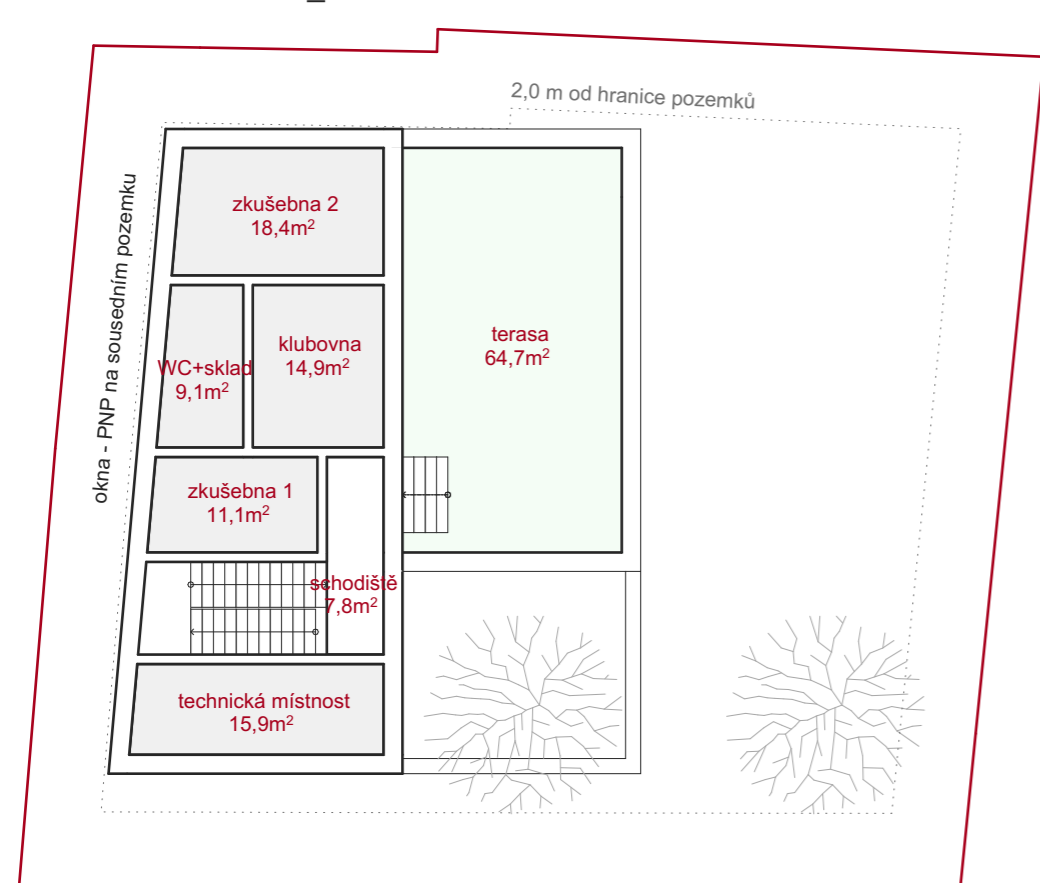 2,0 m od hranice pozemků
okna - PNP na sousedním pozemku
zkušebna 2
18,4m²
klubovna
14,9m²
WC+sklad
9,1m²
terasa
64,7m²
zkušebna 1
11,1m²
schodiště
7,8m²
technická místnost
15,9m²